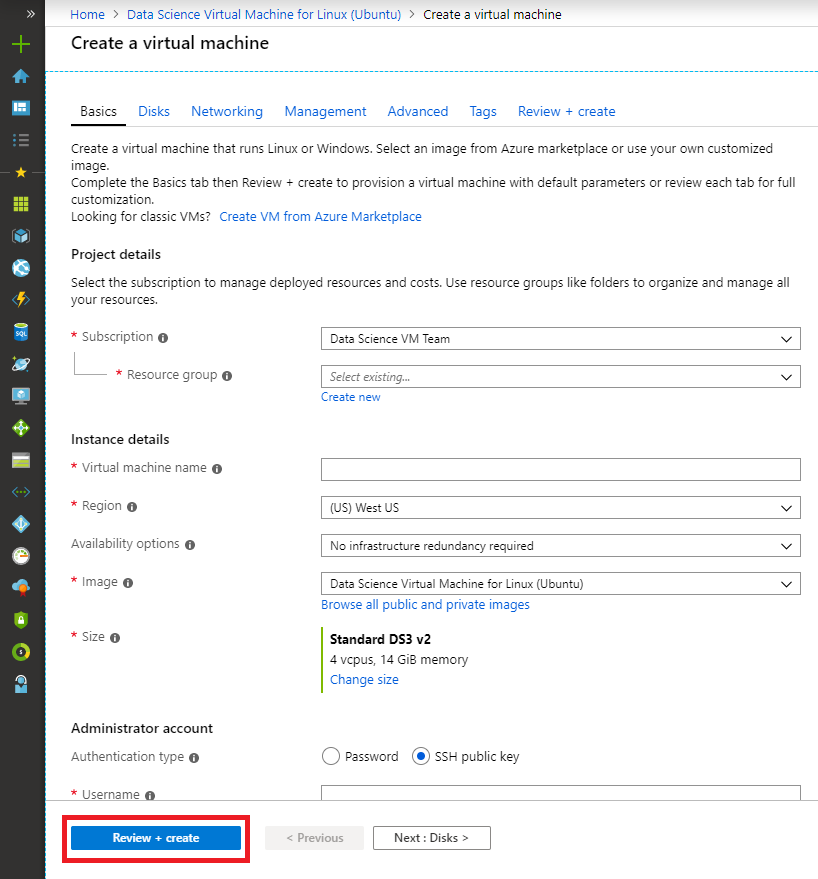 »
Home > Data Science Virtual Machine for Linux (Ubuntu) > Create a virtual machine
Create a virtual machine
Basics Disks Networking Management Advanced Tags Review + create
Create a virtual machine that runs Linux or Windows. Select an image from Azure marketplace or use your own customized
image.
Complete the Basics tab then Review + create to provision a virtual machine with default parameters or review each tab for full
customization.
Looking for classic VMs? Create VM from Azure Marketplace
Project details
Select the subscription to manage deployed resources and costs. Use resource groups like folders to organize and manage all
your resources.
* Subscription Data Science VM Team
* Resource group Select existing...
Create new
Instance details
* Virtual machine name
* Region (US) West US
Availability options No infrastructure redundancy required
* Image Data Science Virtual Machine for Linux (Ubuntu)
Browse all public and private images
* Size Standard DS3 v2
4 vcpus, 14 GiB memory
Change size
Administrator account
Authentication type Password SSH public key
* Username
Review + create < Previous Next : Disks >
SQL